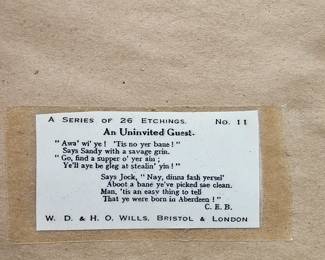 A SERIES OF 26 ETCHINGS. No. 11
An Uninvited Guest.
"Awa' wi' ye! 'Tis no yer bane!"
Says Sandy with a savage grin.
"Go, find a supper o' yer ain;
Ye'll aye be gleg at stealin' yin!"
Says Jock, "Nay, dinna fash yersel'
Aboot a bane ye've picked sae clean.
Man, 'tis an easy thing to tell
That ye were born in Aberdeen!"
C. E. B.
W. D. & H. O. WILLS, BRISTOL & LONDON